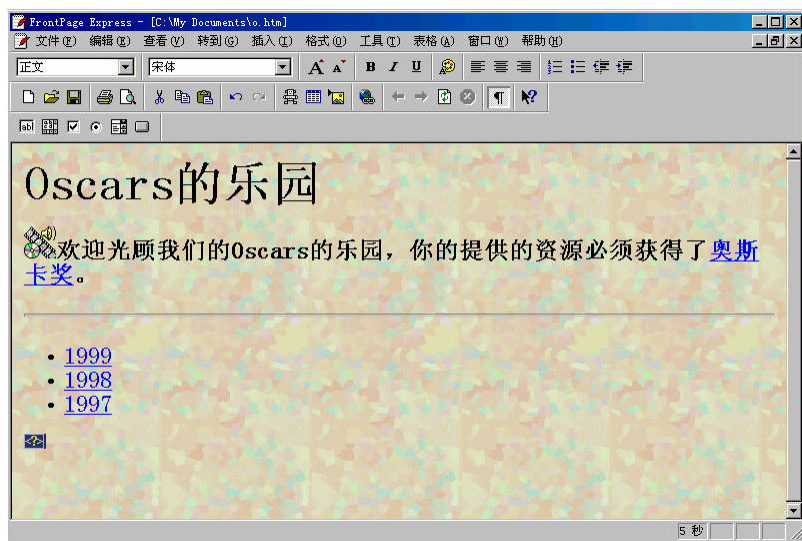 FrontPage Express - [C:\My Documents\o.htm]
文件(F) 编辑(E) 查看(V) 转到(G) 插入(I) 格式(O) 工具(T) 表格(A) 窗口(W) 帮助(H)
正文 宋体 A A B I U
abl
Oscars的乐园
欢迎光顾我们的Oscars的乐园，你的提供的资源必须获得了奥斯
卡奖。
• 1999
• 1998
• 1997
<?>
5 秒